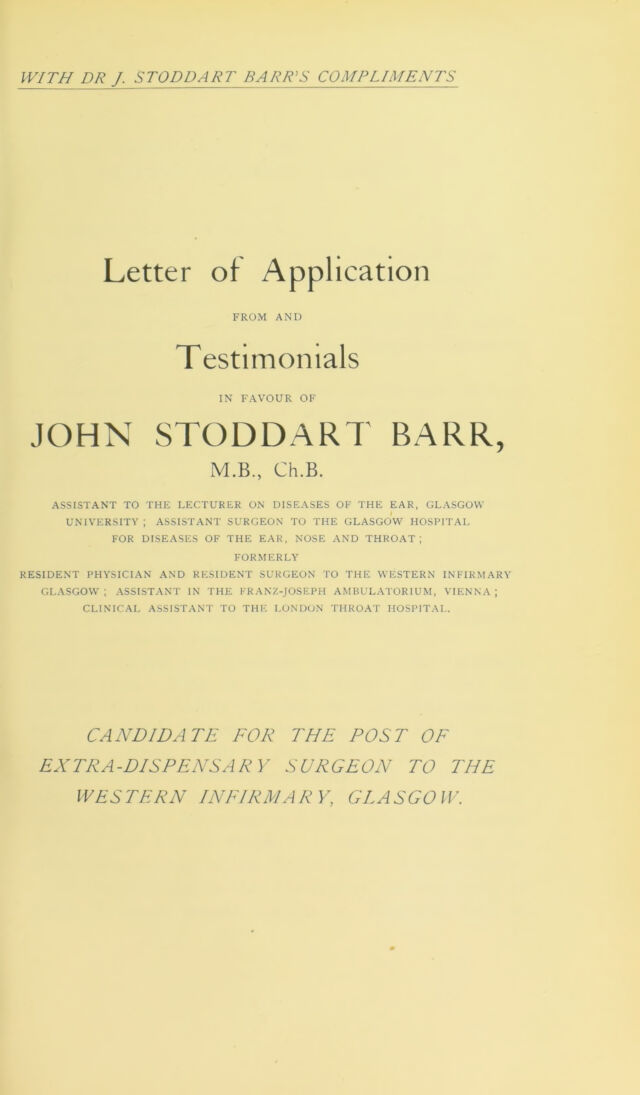 WITH DR J. STODDART BARR'S COMPLIMENTS
Letter of Application
FROM AND
Testimonials
IN FAVOUR OF
JOHN STODDART BARR,
M.B., Ch.B.
ASSISTANT TO THE LECTURER ON DISEASES OF THE EAR, GLASGOW
UNIVERSITY ; ASSISTANT SURGEON TO THE GLASGOW HOSPITAL
FOR DISEASES OF THE EAR, NOSE AND THROAT ;
FORMERLY
RESIDENT PHYSICIAN AND RESIDENT SURGEON TO THE WESTERN INFIRMARY
GLASGOW ; ASSISTANT IN THE FRANZ-JOSEPH AMBULATORIUM, VIENNA ;
CLINICAL ASSISTANT TO THE LONDON THROAT HOSPITAL.
CANDIDATE FOR THE POST OF
EXTRA-DISPENSARY SURGEON TO THE
WESTERN INFIRMARY, GLASGOW.